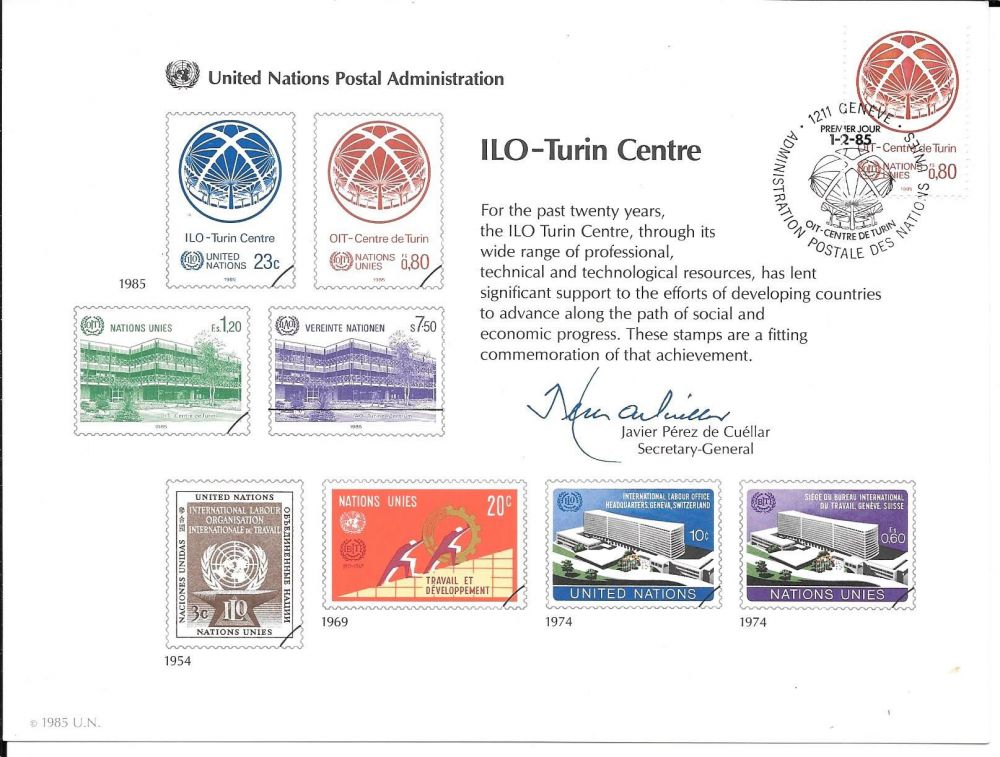 United Nations Postal Administration
ILO-Turin Centre
UNITED
NATIONS 23c
OIT-Centre de Turin
NATIONS
UNIES F.S. 0,80
1985
1985
1985
NATIONS UNIES F.s. 1,20
OIT-Centre de Turin
1985
VEREINTE NATIONEN S 7·50
1985
ILO-Turin Centre
For the past twenty years,
the ILO Turin Centre, through its
wide range of professional,
technical and technological resources, has lent
significant support to the efforts of developing countries
to advance along the path of social and
economic progress. These stamps are a fitting
commemoration of that achievement.
Javier Pérez de Cuéllar
Secretary-General
OIT-Centre de Turin
NATIONS
UNIES 0,80
1985
1211 GENÈVE
ADMINISTRATION POSTALE DES NATIONS UNIES
PREMIER JOUR
1-2-85
OIT-CENTRE DE TURIN
UNITED NATIONS
INTERNATIONAL LABOUR
ORGANISATION
INTERNATIONALE DU TRAVAIL
NACIONES UNIDAS
ОБЪЕДИНЕННЫЕ НАЦИИ
3c ILO
NATIONS UNIES
1954
NATIONS UNIES 20c
TRAVAIL ET
DÉVELOPPEMENT
1969
INTERNATIONAL LABOUR OFFICE
HEADQUARTERS, GENEVA, SWITZERLAND
10c
UNITED NATIONS
1974
SIÈGE DU BUREAU INTERNATIONAL
DU TRAVAIL, GENÈVE, SUISSE
F.s.
0,60
NATIONS UNIES
1974
© 1985 U.N.